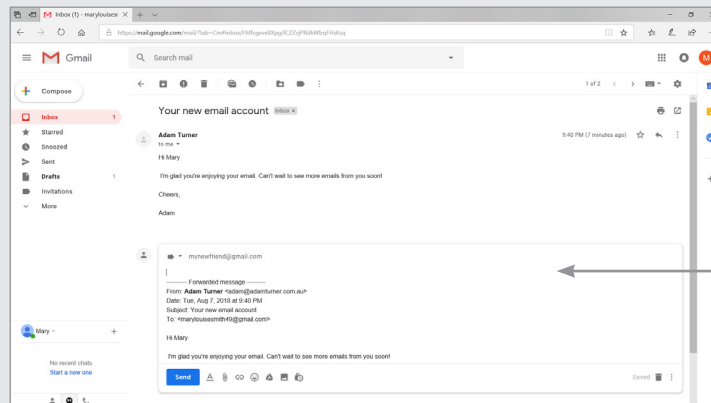 Inbox (1) - marylouisesr
https://mail.google.com/mail/?tab=
Gmail
Search mail
M
Compose
1 of 2
Inbox 1
Starred
Snoozed
Sent
Drafts 1
Invitations
More
Your new email account Inbox x
Adam Turner
9:40 PM (7 minutes ago)
to me
Hi Mary
I'm glad you're enjoying your email. Can't wait to see more emails from you soon!
Cheers,
Adam
mynewfriend@gmail.com
---------- Forwarded message ----------
From: Adam Turner <adam@adamturner.com.au>
Date: Tue, Aug 7, 2018 at 9:40 PM
Subject: Your new email account
To: <marylouisesmith49@gmail.com>
Hi Mary
I'm glad you're enjoying your email. Can't wait to see more emails from you soon!
Send
Saved
Mary
No recent chats
Start a new one